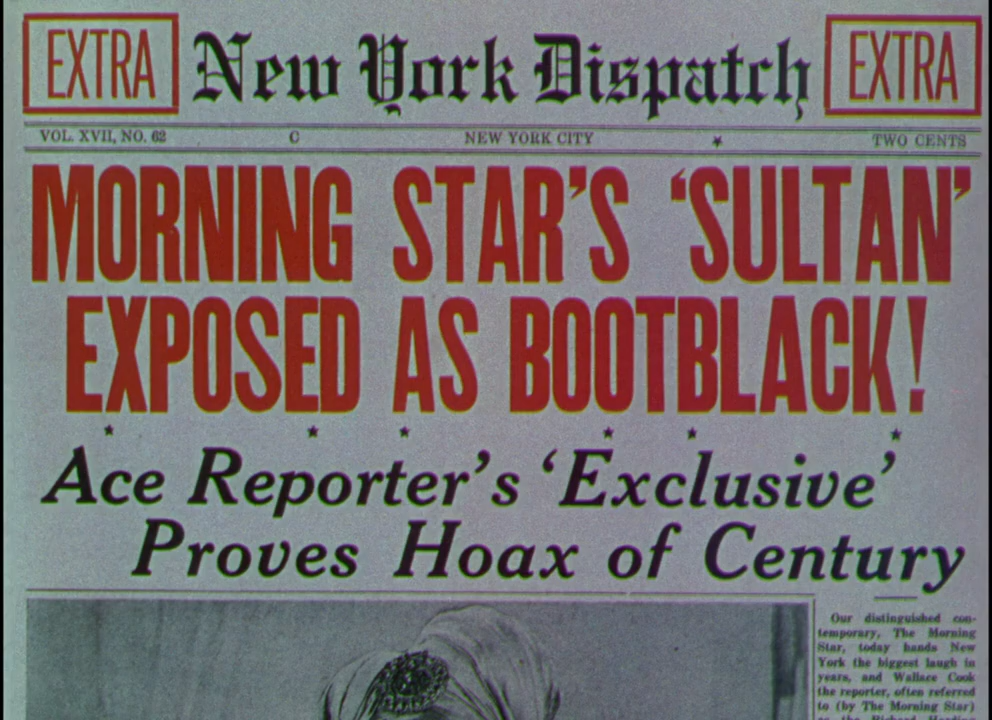 EXTRA New York Dispatch EXTRA
VOL. XVII, NO. 62 C NEW YORK CITY TWO CENTS
MORNING STAR'S 'SULTAN'
EXPOSED AS BOOTBLACK!
Ace Reporter's 'Exclusive'
Proves Hoax of Century
Our distinguished con-
temporary, The Morning
Star, today hands New
York the biggest laugh in
years, and Wallace Cook
the reporter, often referred
to (by The Morning Star)